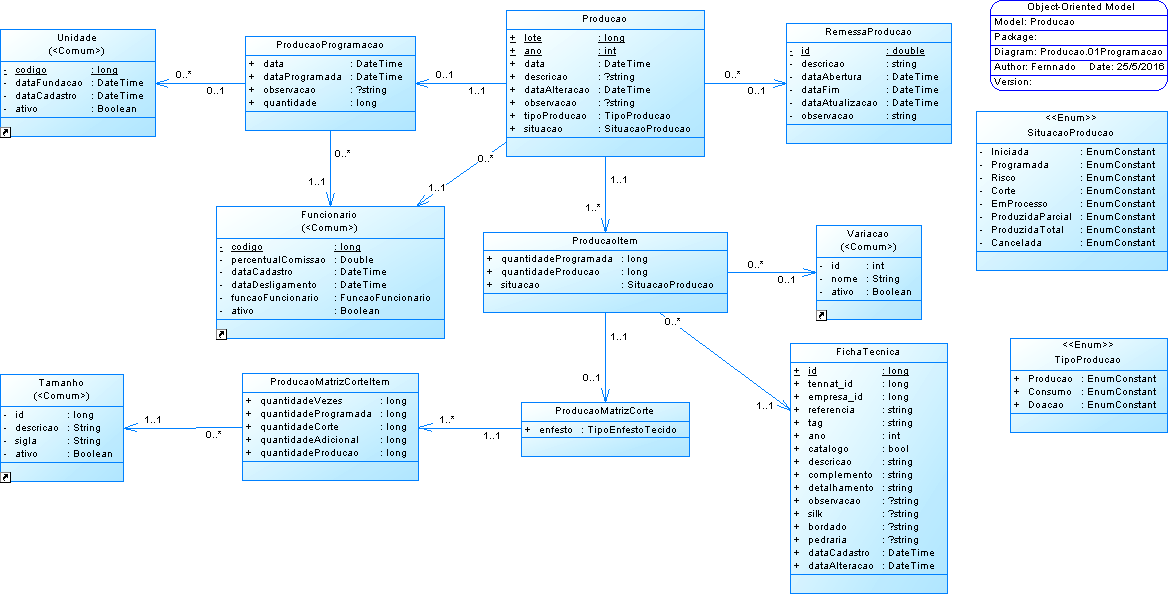 Object-Oriented Model
Model: Producao
Package:
Diagram: Producao.01Programacao
Author: Fernnado Date: 25/5/2016
Version:
Unidade
(<Comum>)
- codigo : long
- dataFundacao : DateTime
- dataCadastro : DateTime
- ativo : Boolean
0..*
0..1
ProducaoProgramacao
+ data : DateTime
+ dataProgramada : DateTime
+ observacao : ?string
+ quantidade : long
0..1
1..1
Producao
+ lote : long
+ ano : int
+ data : DateTime
+ descricao : ?string
+ dataAlteracao : DateTime
+ observacao : ?string
+ tipoProducao : TipoProducao
+ situacao : SituacaoProducao
0..*
0..1
RemessaProducao
- id : double
- descricao : string
- dataAbertura : DateTime
- dataFim : DateTime
- dataAtualizacao : DateTime
- observacao : string
<<Enum>>
SituacaoProducao
- Iniciada : EnumConstant
- Programada : EnumConstant
- Risco : EnumConstant
- Corte : EnumConstant
- EmProcesso : EnumConstant
- ProduzidaParcial : EnumConstant
- ProduzidaTotal : EnumConstant
- Cancelada : EnumConstant
0..*
1..1
0..*
1..1
1..1
1..*
Funcionario
(<Comum>)
- codigo : long
- percentualComissao : Double
- dataCadastro : DateTime
- dataDesligamento : DateTime
- funcaoFuncionario : FuncaoFuncionario
- ativo : Boolean
ProducaoItem
+ quantidadeProgramada : long
+ quantidadeProducao : long
+ situacao : SituacaoProducao
0..*
0..1
Variacao
(<Comum>)
- id : int
- nome : String
- ativo : Boolean
1..1
0..1
0..*
1..1
<<Enum>>
TipoProducao
+ Producao : EnumConstant
+ Consumo : EnumConstant
+ Doacao : EnumConstant
Tamanho
(<Comum>)
- id : long
- descricao : String
- sigla : String
- ativo : Boolean
1..1
0..*
ProducaoMatrizCorteItem
+ quantidadeVezes : long
+ quantidadeProgramada : long
+ quantidadeCorte : long
+ quantidadeAdicional : long
+ quantidadeProducao : long
1..*
1..1
ProducaoMatrizCorte
+ enfesto : TipoEnfestoTecido
FichaTecnica
+ id : long
+ tennat_id : long
+ empresa_id : long
+ referencia : string
+ tag : string
+ ano : int
+ catalogo : bool
+ descricao : string
+ complemento : string
+ detalhamento : string
+ observacao : ?string
+ silk : ?string
+ bordado : ?string
+ pedraria : ?string
+ dataCadastro : DateTime
+ dataAlteracao : DateTime